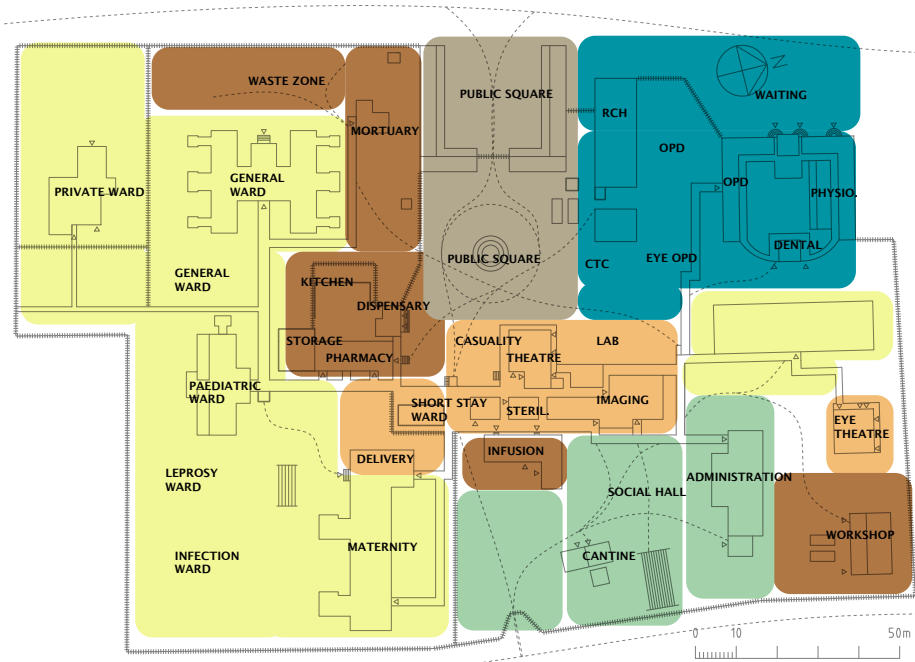 WASTE ZONE
PUBLIC SQUARE
WAITING
N
RCH
MORTUARY
OPD
PRIVATE WARD
GENERAL
WARD
OPD
PHYSIO.
DENTAL
PUBLIC SQUARE
EYE OPD
CTC
GENERAL
WARD
KITCHEN
DISPENSARY
STORAGE
PHARMACY
CASUALITY
THEATRE
LAB
PAEDIATRIC
WARD
SHORT STAY
WARD
STERIL.
IMAGING
EYE
THEATRE
DELIVERY
INFUSION
LEPROSY
WARD
SOCIAL HALL
ADMINISTRATION
INFECTION
WARD
MATERNITY
CANTINE
WORKSHOP
0 10 50m